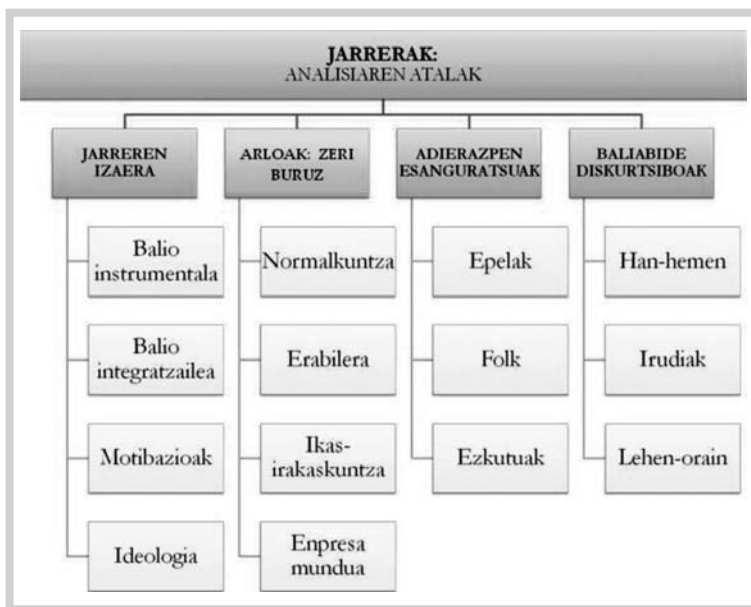 JARRERAK:
ANALISIAREN ATALAK
JARREREN
IZAERA
Balio
instrumentala
Balio
integratzailea
Motibazioak
Ideologia
ARLOAK: ZERI
BURUZ
Normalkuntza
Erabilera
Ikas-
irakaskuntza
Enpresa
mundua
ADIERAZPEN
ESANGURATSUAK
Epelak
Folk
Ezkutuak
BALIABIDE
DISKURTSIBOAK
Han-hemen
Irudiak
Lehen-orain